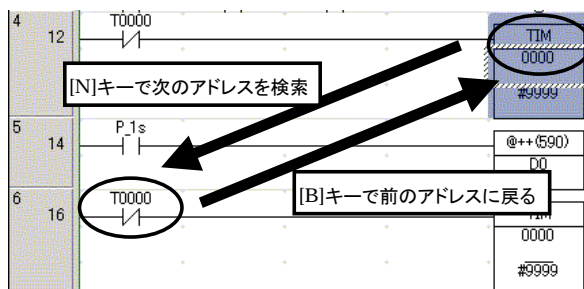 4
12
T0000
TIM
0000
#9999
[N]キーで次のアドレスを検索
5
14
P_1s
@++(590)
D0
[B]キーで前のアドレスに戻る
6
16
T0000
TIM
0000
#9999